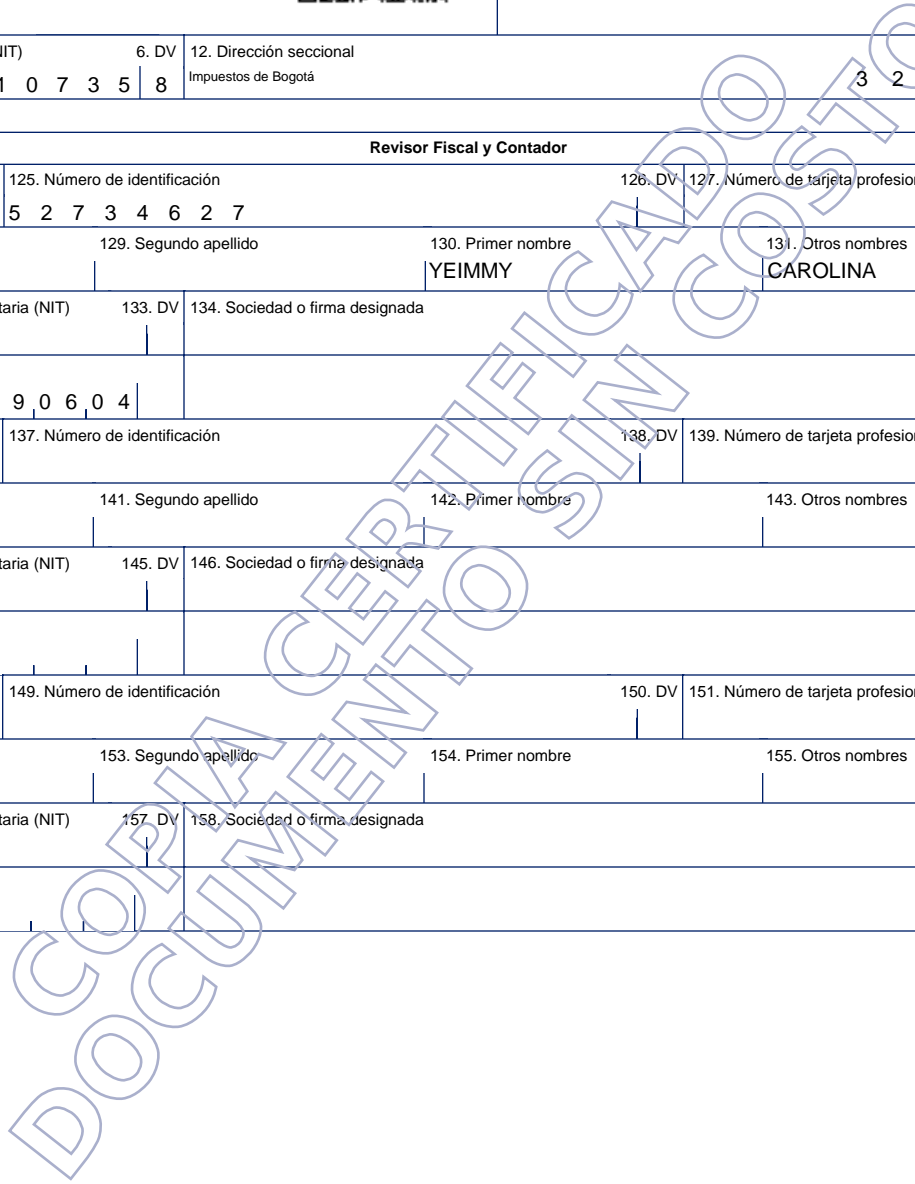 IIT) 6. DV 12. Dirección seccional
1 0 7 3 5 8 Impuestos de Bogotá 3 2
Revisor Fiscal y Contador
125. Número de identificación 126. DV 127. Número de tarjeta profesion
5 2 7 3 4 6 2 7
129. Segundo apellido 130. Primer nombre 131. Otros nombres
YEIMMY CAROLINA
taria (NIT) 133. DV 134. Sociedad o firma designada
9 0 6 0 4
137. Número de identificación 138. DV 139. Número de tarjeta profesion
141. Segundo apellido 142. Primer nombre 143. Otros nombres
taria (NIT) 145. DV 146. Sociedad o firma designada
149. Número de identificación 150. DV 151. Número de tarjeta profesion
153. Segundo apellido 154. Primer nombre 155. Otros nombres
taria (NIT) 157. DV 158. Sociedad o firma designada
COPIA CERTIFICADO
DOCUMENTO SIN COSTO